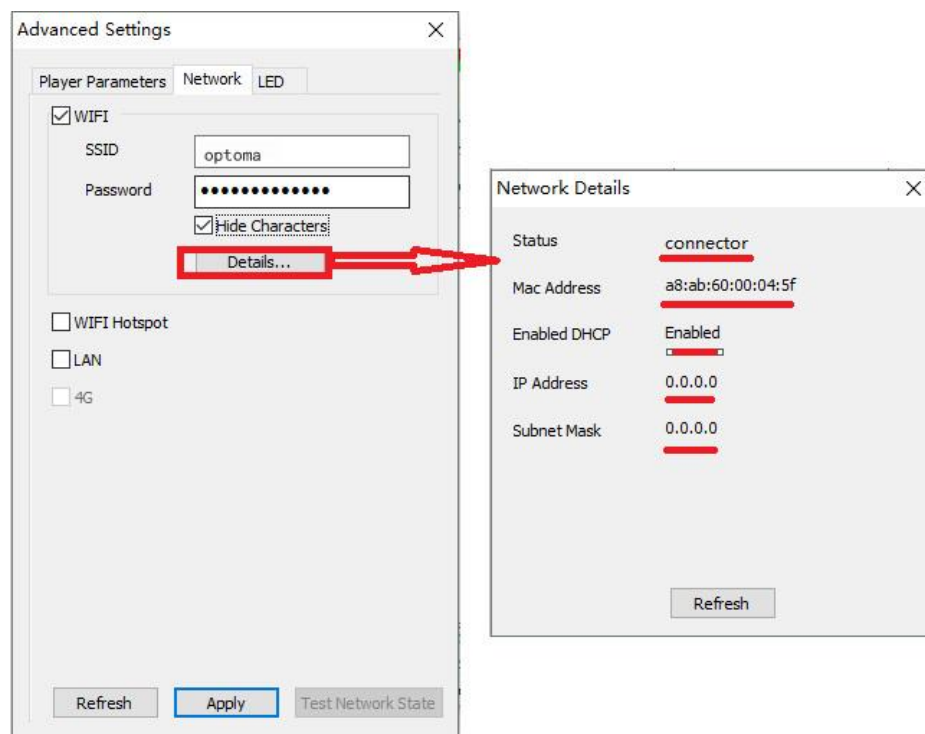 Advanced Settings
Player Parameters Network LED
WIFI
SSID optoma
Password •••••••••••••
Hide Characters
Details...
WIFI Hotspot
LAN
4G
Refresh Apply Test Network State
Network Details
Status connector
Mac Address a8:ab:60:00:04:5f
Enabled DHCP Enabled
IP Address 0.0.0.0
Subnet Mask 0.0.0.0
Refresh